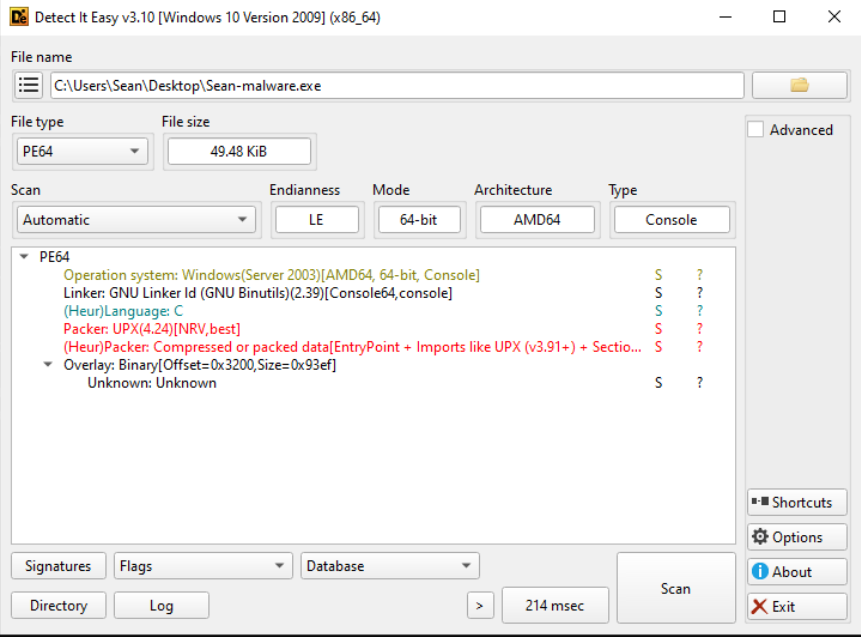 Detect It Easy v3.10 [Windows 10 Version 2009] (x86_64)
File name
C:\Users\Sean\Desktop\Sean-malware.exe
File type
File size
Advanced
PE64
49.48 KiB
Scan
Endianness
Mode
Architecture
Type
Automatic
LE
64-bit
AMD64
Console
PE64
Operation system: Windows(Server 2003)[AMD64, 64-bit, Console] S ?
Linker: GNU Linker ld (GNU Binutils)(2.39)[Console64,console] S ?
(Heur)Language: C S ?
Packer: UPX(4.24)[NRV,best] S ?
(Heur)Packer: Compressed or packed data[EntryPoint + Imports like UPX (v3.91+) + Sectio... S ?
Overlay: Binary[Offset=0x3200,Size=0x93ef]
Unknown: Unknown S ?
Shortcuts
Options
About
Exit
Signatures
Flags
Database
Scan
Directory
Log
>
214 msec